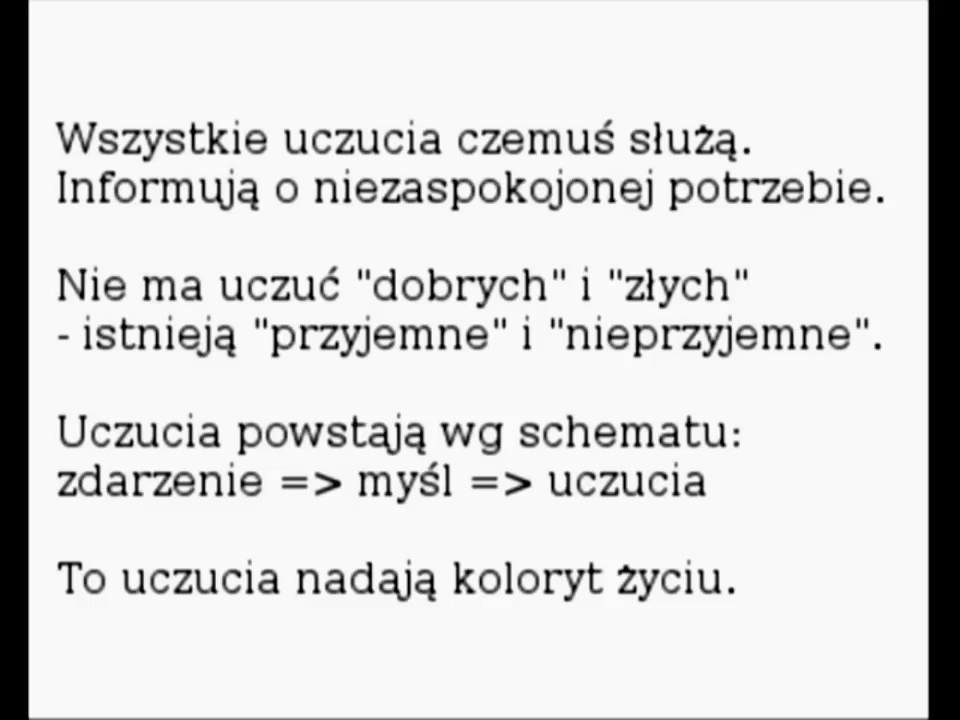 Wszystkie uczucia czemuś służą.
Informują o niezaspokojonej potrzebie.
Nie ma uczuć "dobrych" i "złych"
- istnieją "przyjemne" i "nieprzyjemne".
Uczucia powstają wg schematu:
zdarzenie => myśl => uczucia
To uczucia nadają koloryt życiu.